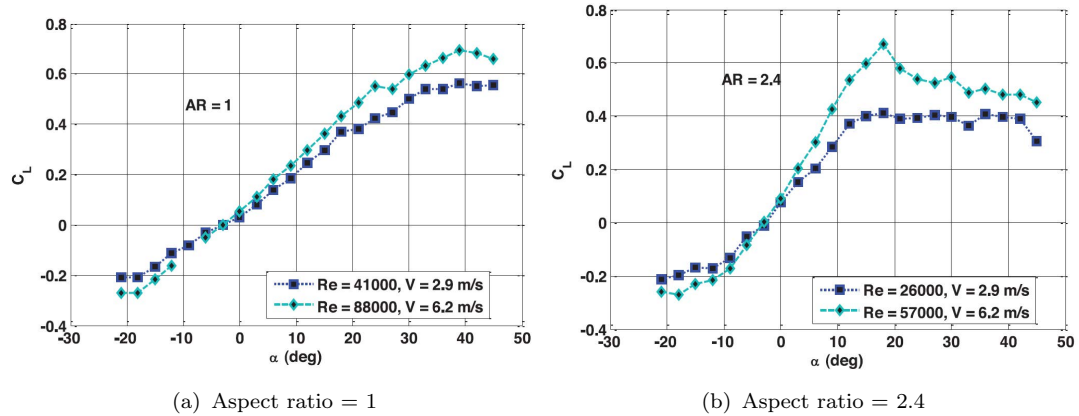 0.8
0.6
0.4
0.2
0
-0.2
-0.4
C_L
AR = 1
Re = 41000, V = 2.9 m/s
Re = 88000, V = 6.2 m/s
-30 -20 -10 0 10 20 30 40 50
α (deg)
(a) Aspect ratio = 1
0.8
0.6
0.4
0.2
0
-0.2
-0.4
C_L
AR = 2.4
Re = 26000, V = 2.9 m/s
Re = 57000, V = 6.2 m/s
-30 -20 -10 0 10 20 30 40 50
α (deg)
(b) Aspect ratio = 2.4